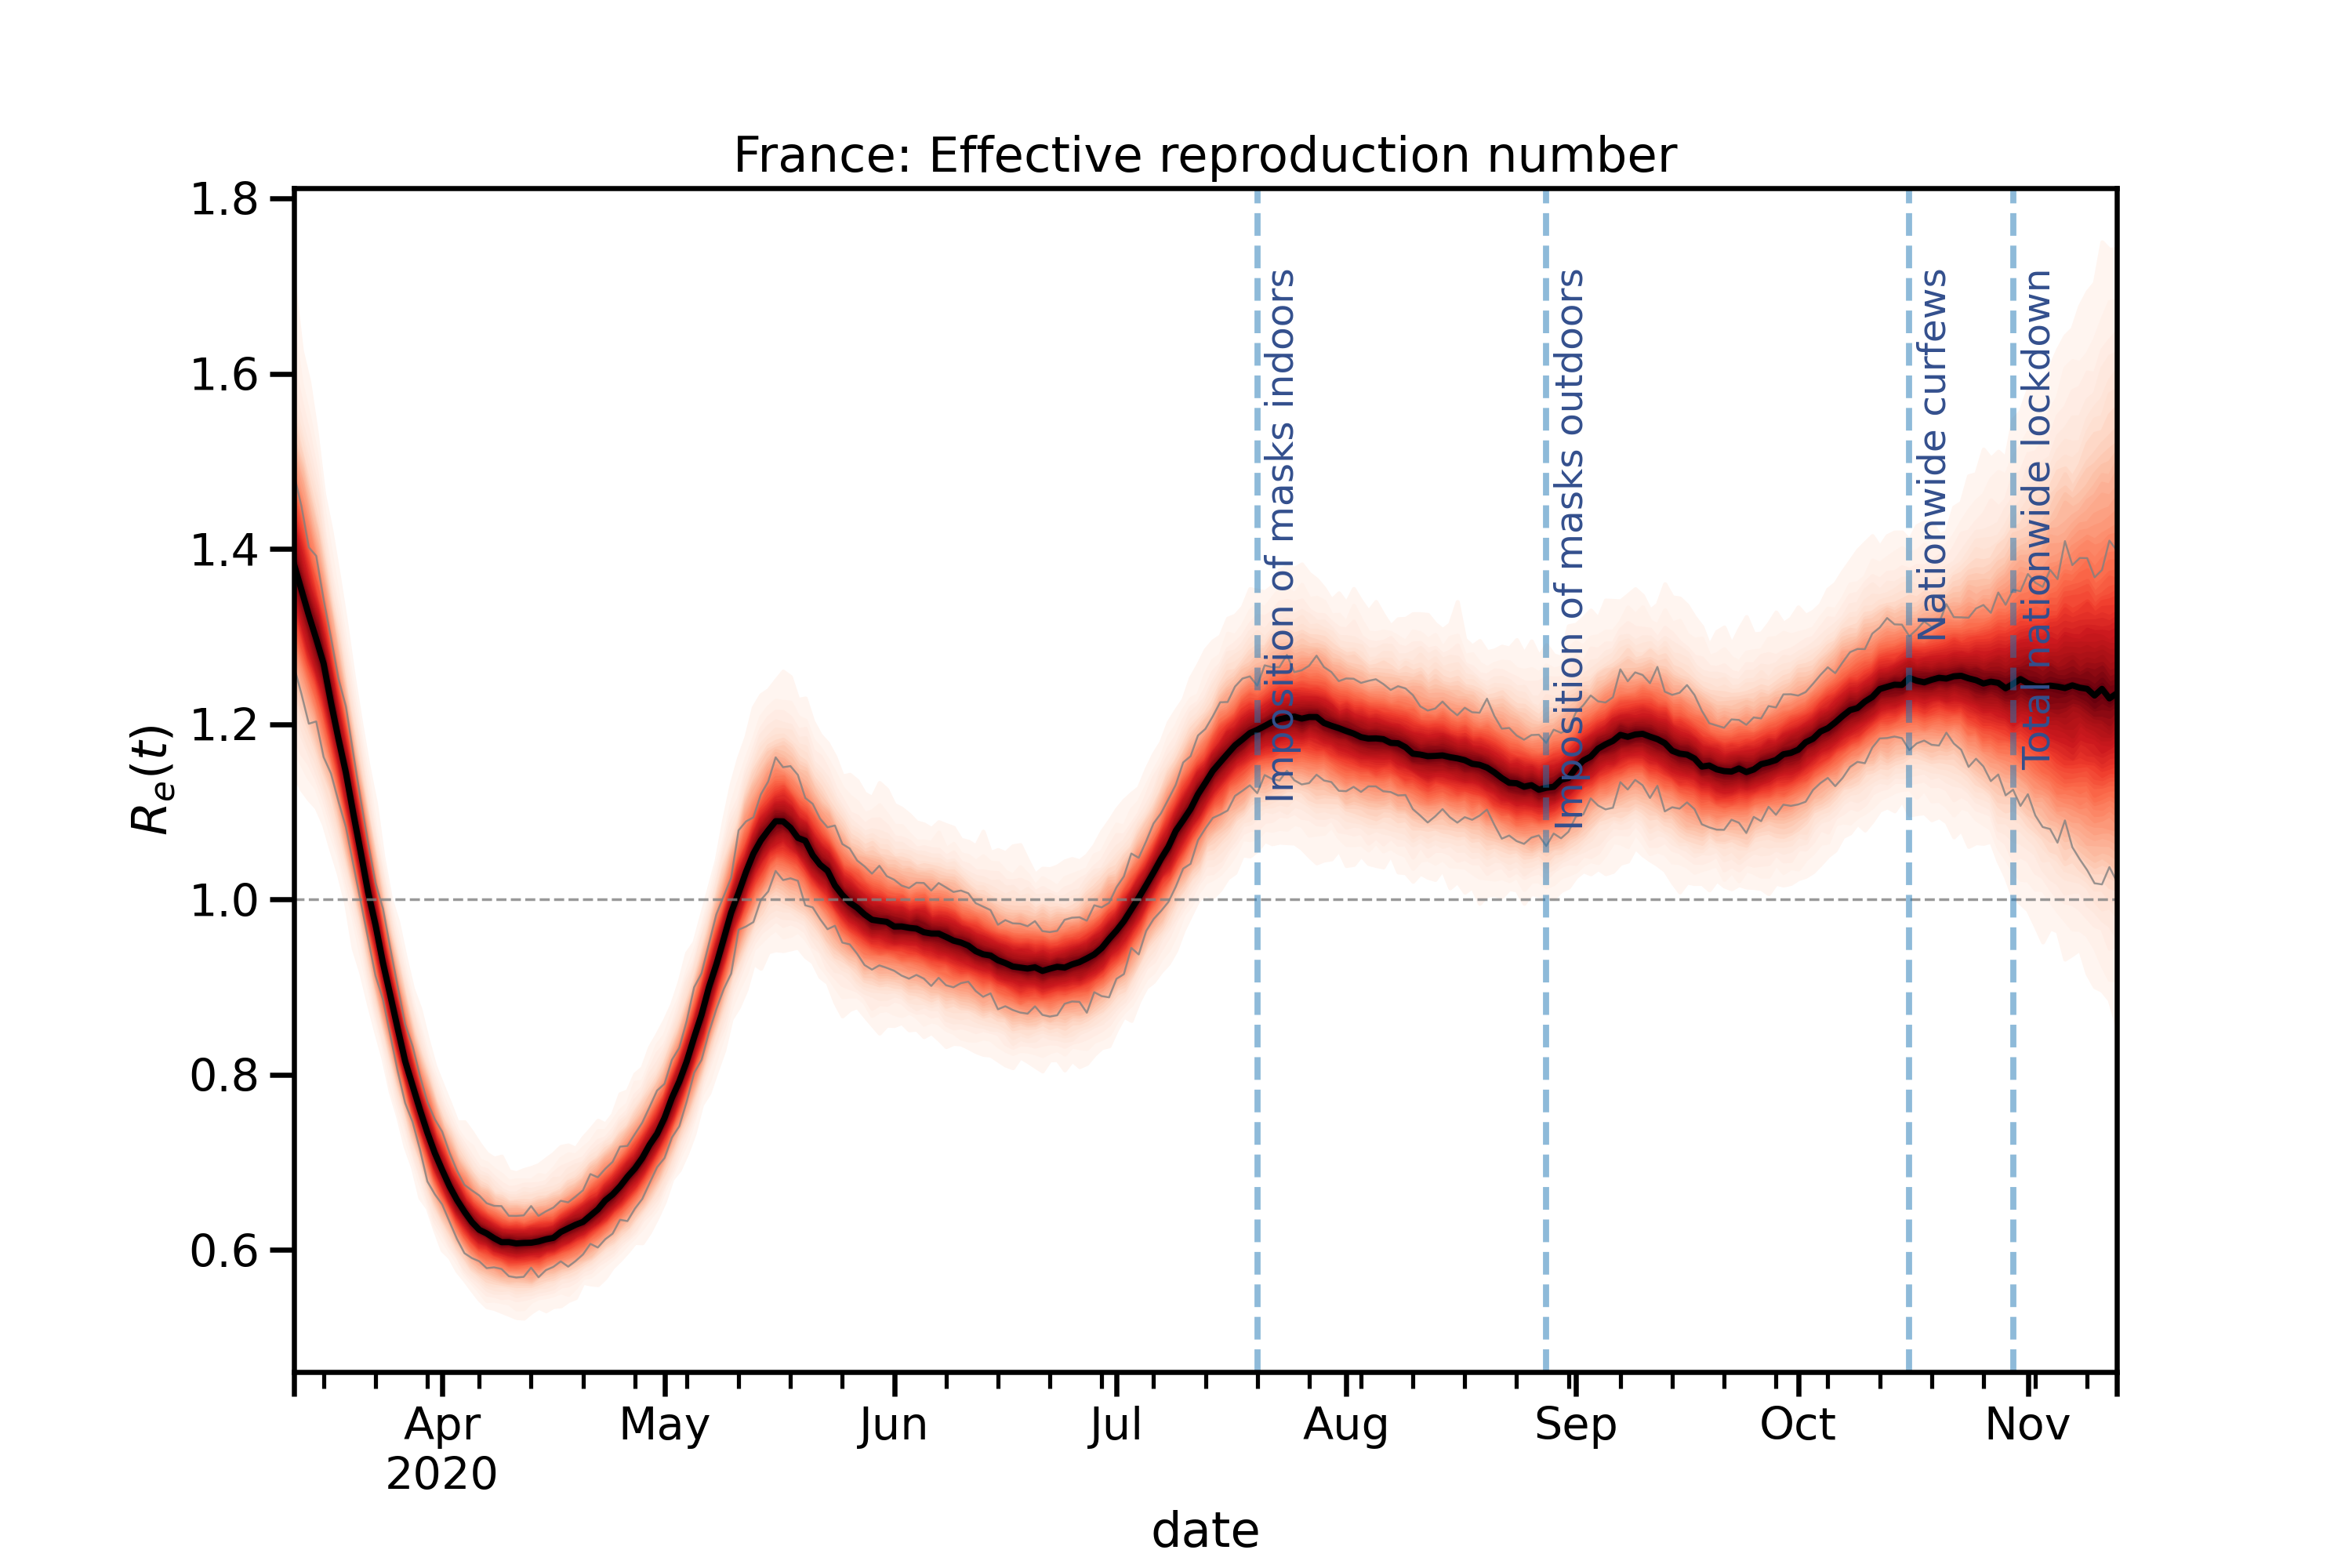 France: Effective reproduction number
1.8
1.6
1.4
1.2
1.0
0.8
0.6
Re(t)
Imposition of masks indoors
Imposition of masks outdoors
Nationwide curfews
Total nationwide lockdown
Apr
2020
May
Jun
Jul
Aug
Sep
Oct
Nov
date